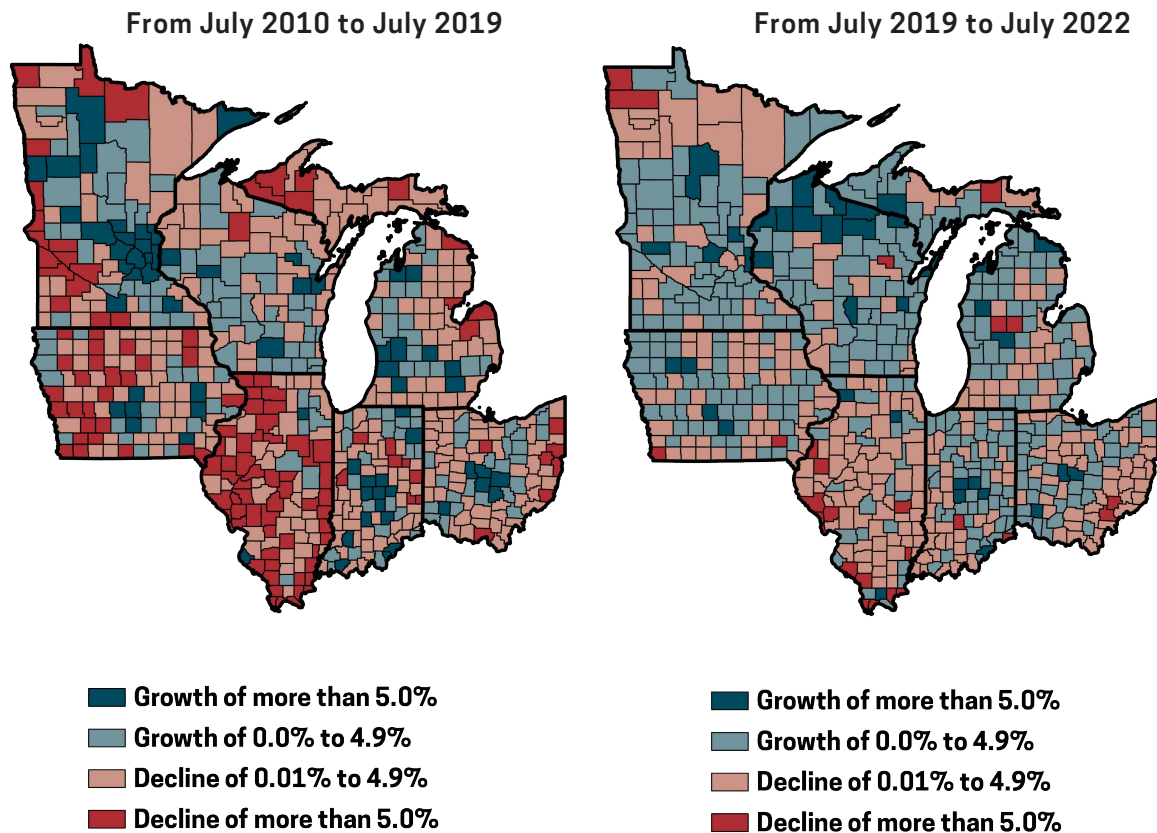 From July 2010 to July 2019
From July 2019 to July 2022
Growth of more than 5.0%
Growth of 0.0% to 4.9%
Decline of 0.01% to 4.9%
Decline of more than 5.0%
Growth of more than 5.0%
Growth of 0.0% to 4.9%
Decline of 0.01% to 4.9%
Decline of more than 5.0%